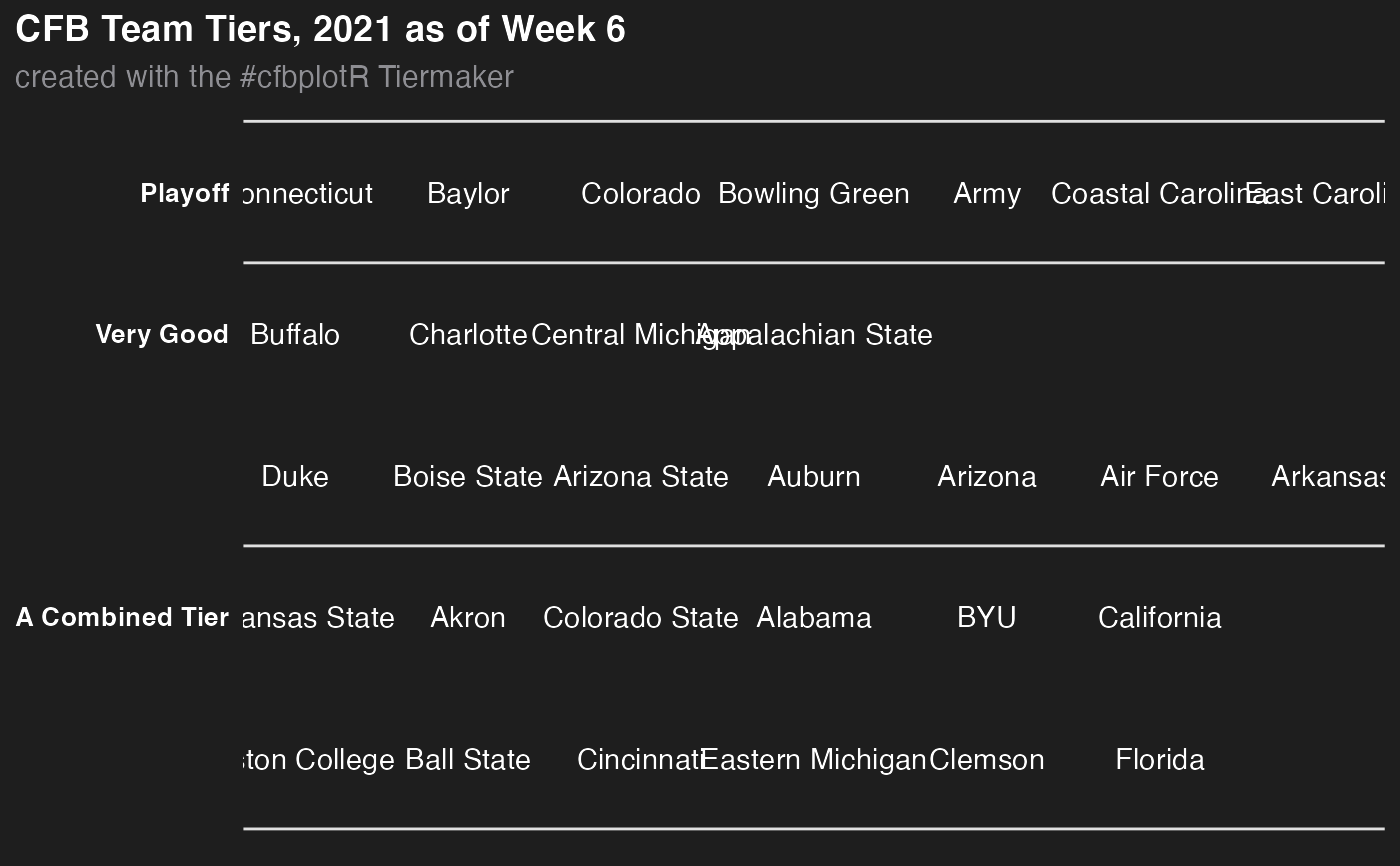 CFB Team Tiers, 2021 as of Week 6
created with the #cfbplotR Tiermaker
Playoff onnecticut Baylor Colorado Bowling Green Army Coastal Carolina East Caroli
Very Good Buffalo Charlotte Central Michigan Appalachian State
Duke Boise State Arizona State Auburn Arizona Air Force Arkansas
A Combined Tier ansas State Akron Colorado State Alabama BYU California
ston College Ball State Cincinnati Eastern Michigan Clemson Florida